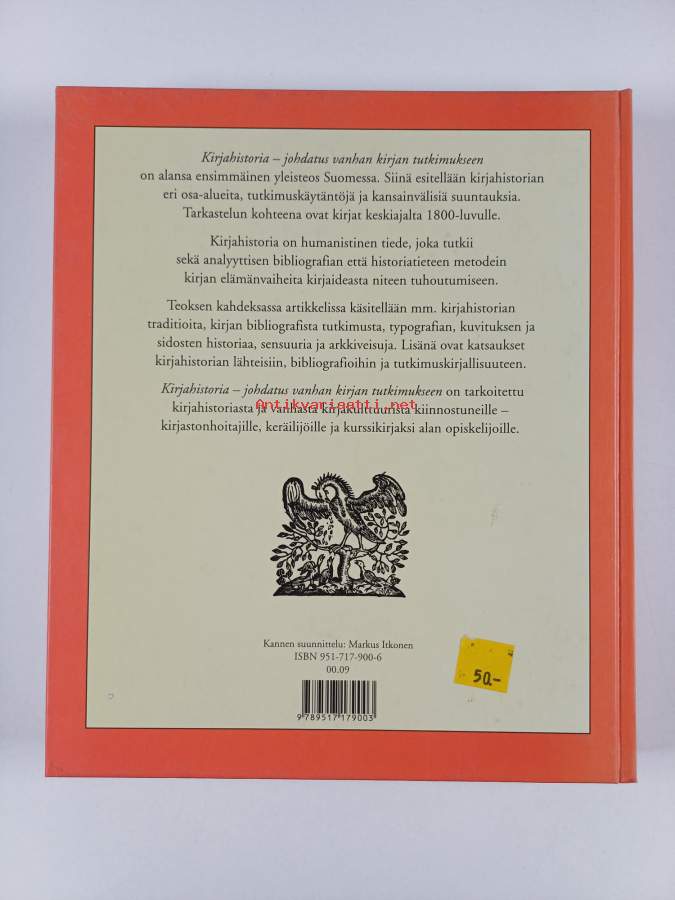 Kirjahistoria – johdatus vanhan kirjan tutkimukseen
on alansa ensimmäinen yleisteos Suomessa. Siinä esitellään kirjahistorian
eri osa-alueita, tutkimuskäytäntöjä ja kansainvälisiä suuntauksia.
Tarkastelun kohteena ovat kirjat keskiajalta 1800-luvulle.
Kirjahistoria on humanistinen tiede, joka tutkii
sekä analyyttisen bibliografian että historiatieteen metodein
kirjan elämänvaiheita kirjaideasta niteen tuhoutumiseen.
Teoksen kahdeksassa artikkelissa käsitellään mm. kirjahistorian
traditioita, kirjan bibliografista tutkimusta, typografian, kuvituksen ja
sidosten historiaa, sensuuria ja arkkiveisuja. Lisänä ovat katsaukset
kirjahistorian lähteisiin, bibliografioihin ja tutkimuskirjallisuuteen.
Kirjahistoria – johdatus vanhan kirjan tutkimukseen on tarkoitettu
Antikvariaatti.net
kirjahistoriasta ja vanhasta kirjakulttuurista kiinnostuneille –
kirjastonhoitajille, keräilijöille ja kurssikirjaksi alan opiskelijoille.
Kannen suunnittelu: Markus Itkonen
ISBN 951-717-900-6
00.09
50.-
9 789517 179003